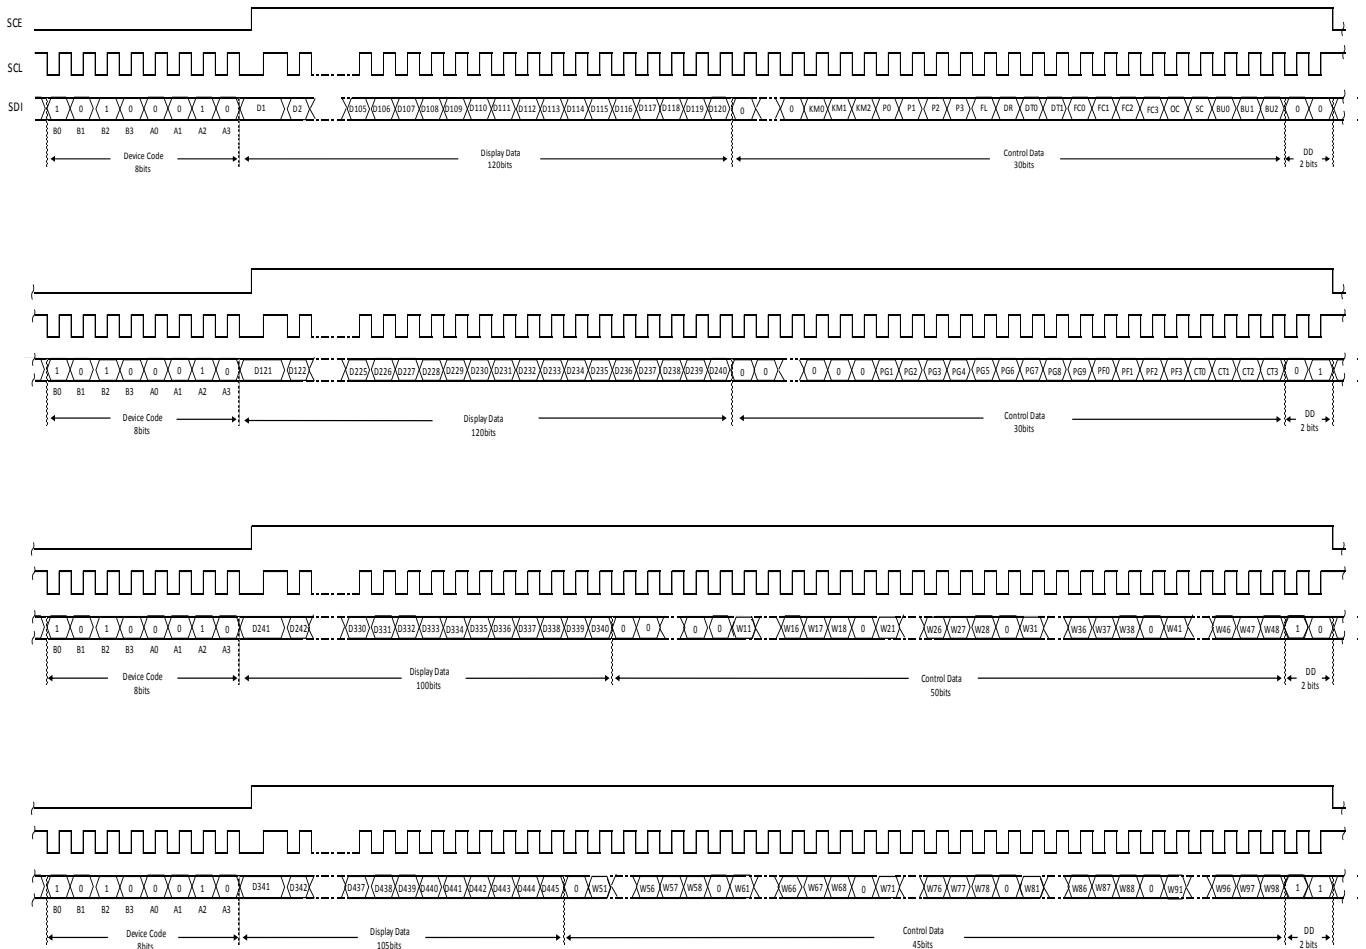 SCE
SCL
SDI 1 0 1 0 0 0 1 0 D1 D2 D105 D106 D107 D108 D109 D110 D111 D112 D113 D114 D115 D116 D117 D118 D119 D120 0 0 KM0 KM1 KM2 P0 P1 P2 P3 FL DR DT0 DT1 FC0 FC1 FC2 FC3 OC SC BU0 BU1 BU2 0 0
B0 B1 B2 B3 A0 A1 A2 A3
Device Code Display Data Control Data DD
8bits 120bits 30bits 2 bits
1 0 1 0 0 0 1 0 D121 D122 D225 D226 D227 D228 D229 D230 D231 D232 D233 D234 D235 D236 D237 D238 D239 D240 0 0 0 0 0 PG1 PG2 PG3 PG4 PG5 PG6 PG7 PG8 PG9 PF0 PF1 PF2 PF3 CT0 CT1 CT2 CT3 0 1
B0 B1 B2 B3 A0 A1 A2 A3
Device Code Display Data Control Data DD
8bits 120bits 30bits 2 bits
1 0 1 0 0 0 1 0 D241 D242 D330 D331 D332 D333 D334 D335 D336 D337 D338 D339 D340 0 0 0 0 W11 W16 W17 W18 0 W21 W26 W27 W28 0 W31 W36 W37 W38 0 W41 W46 W47 W48 1 0
B0 B1 B2 B3 A0 A1 A2 A3
Device Code Display Data Control Data DD
8bits 100bits 50bits 2 bits
1 0 1 0 0 0 1 0 D341 D342 D437 D438 D439 D440 D441 D442 D443 D444 D445 0 W51 W56 W57 W58 0 W61 W66 W67 W68 0 W71 W76 W77 W78 0 W81 W86 W87 W88 0 W91 W96 W97 W98 1 1
B0 B1 B2 B3 A0 A1 A2 A3
Device Code Display Data Control Data DD
8bits 105bits 45bits 2 bits